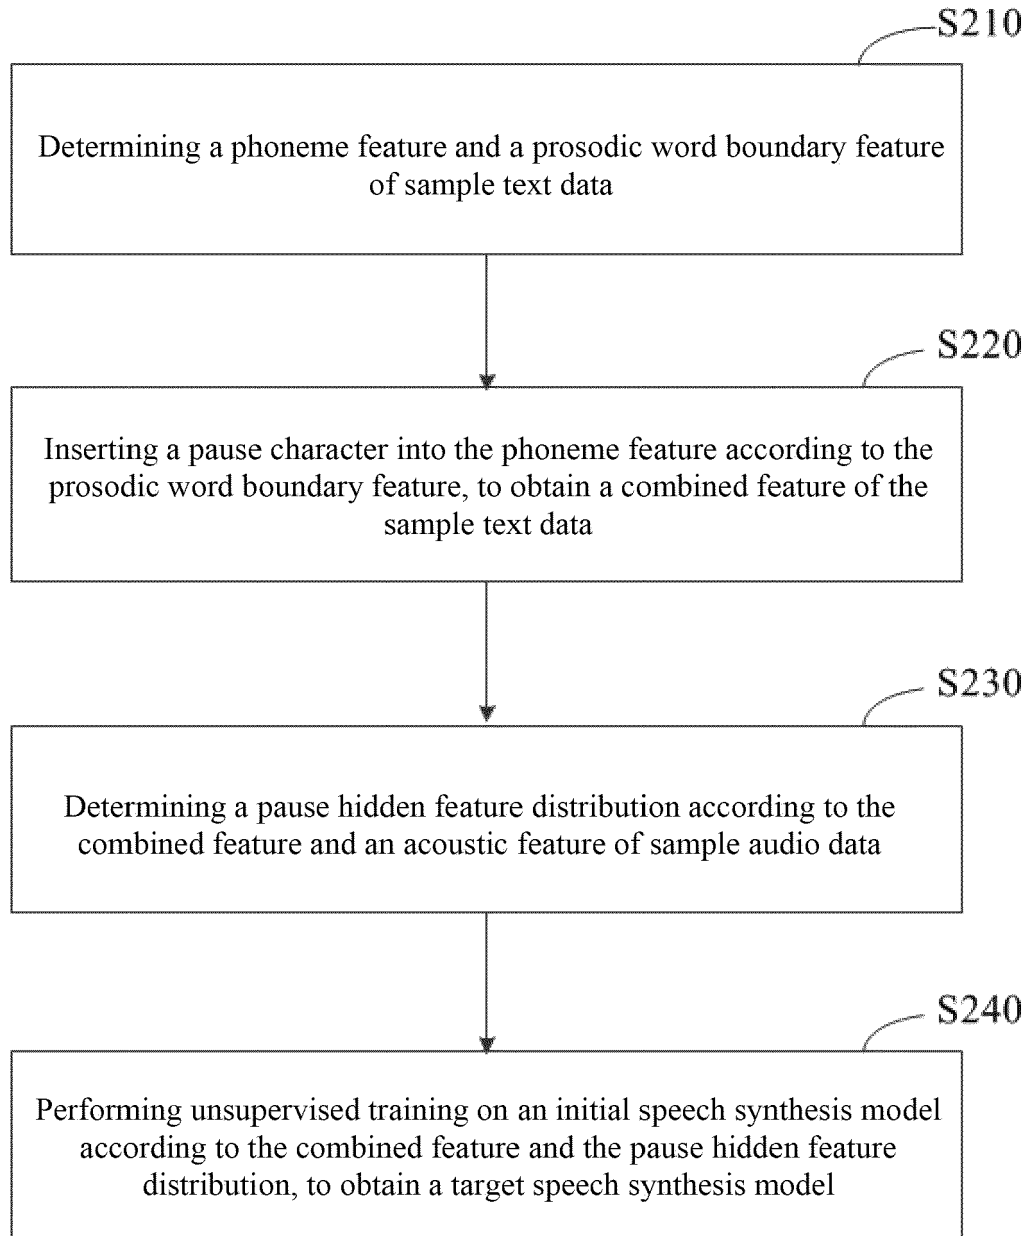 S210
Determining a phoneme feature and a prosodic word boundary feature
of sample text data
S220
Inserting a pause character into the phoneme feature according to the
prosodic word boundary feature, to obtain a combined feature of the
sample text data
S230
Determining a pause hidden feature distribution according to the
combined feature and an acoustic feature of sample audio data
S240
Performing unsupervised training on an initial speech synthesis model
according to the combined feature and the pause hidden feature
distribution, to obtain a target speech synthesis model